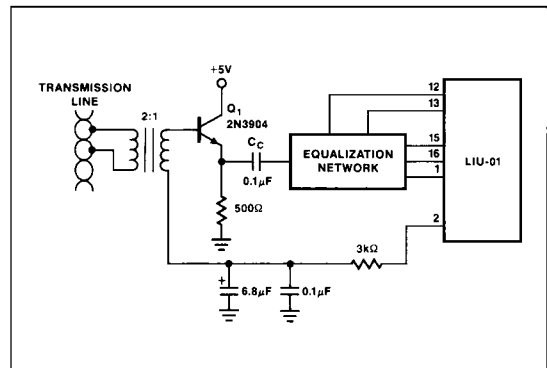 +5V
TRANSMISSION
LINE
2:1
Q1
2N3904
CC
0.1µF
500Ω
EQUALIZATION
NETWORK
12
13
15
16
1
2
LIU-01
3kΩ
+
6.8µF
0.1µF